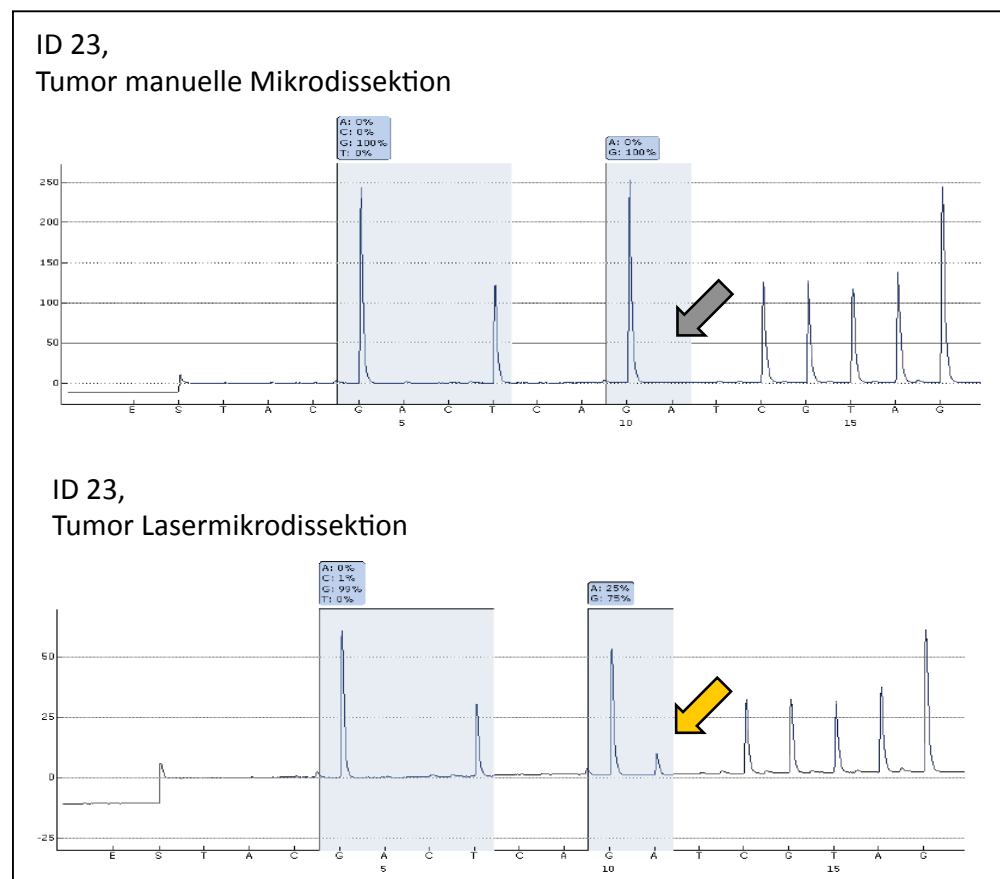 ID 23,
Tumor manuelle Mikrodissektion
A: 0%
C: 0%
G: 100%
T: 0%
A: 0%
G: 100%
250
200
150
100
50
0
E S T A C G A C T C A G A T C G T A G
5 10 15
ID 23,
Tumor Lasermikrodissektion
A: 0%
C: 1%
G: 99%
T: 0%
A: 25%
G: 75%
50
25
0
-25
E S T A C G A C T C A G A T C G T A G
5 10 15